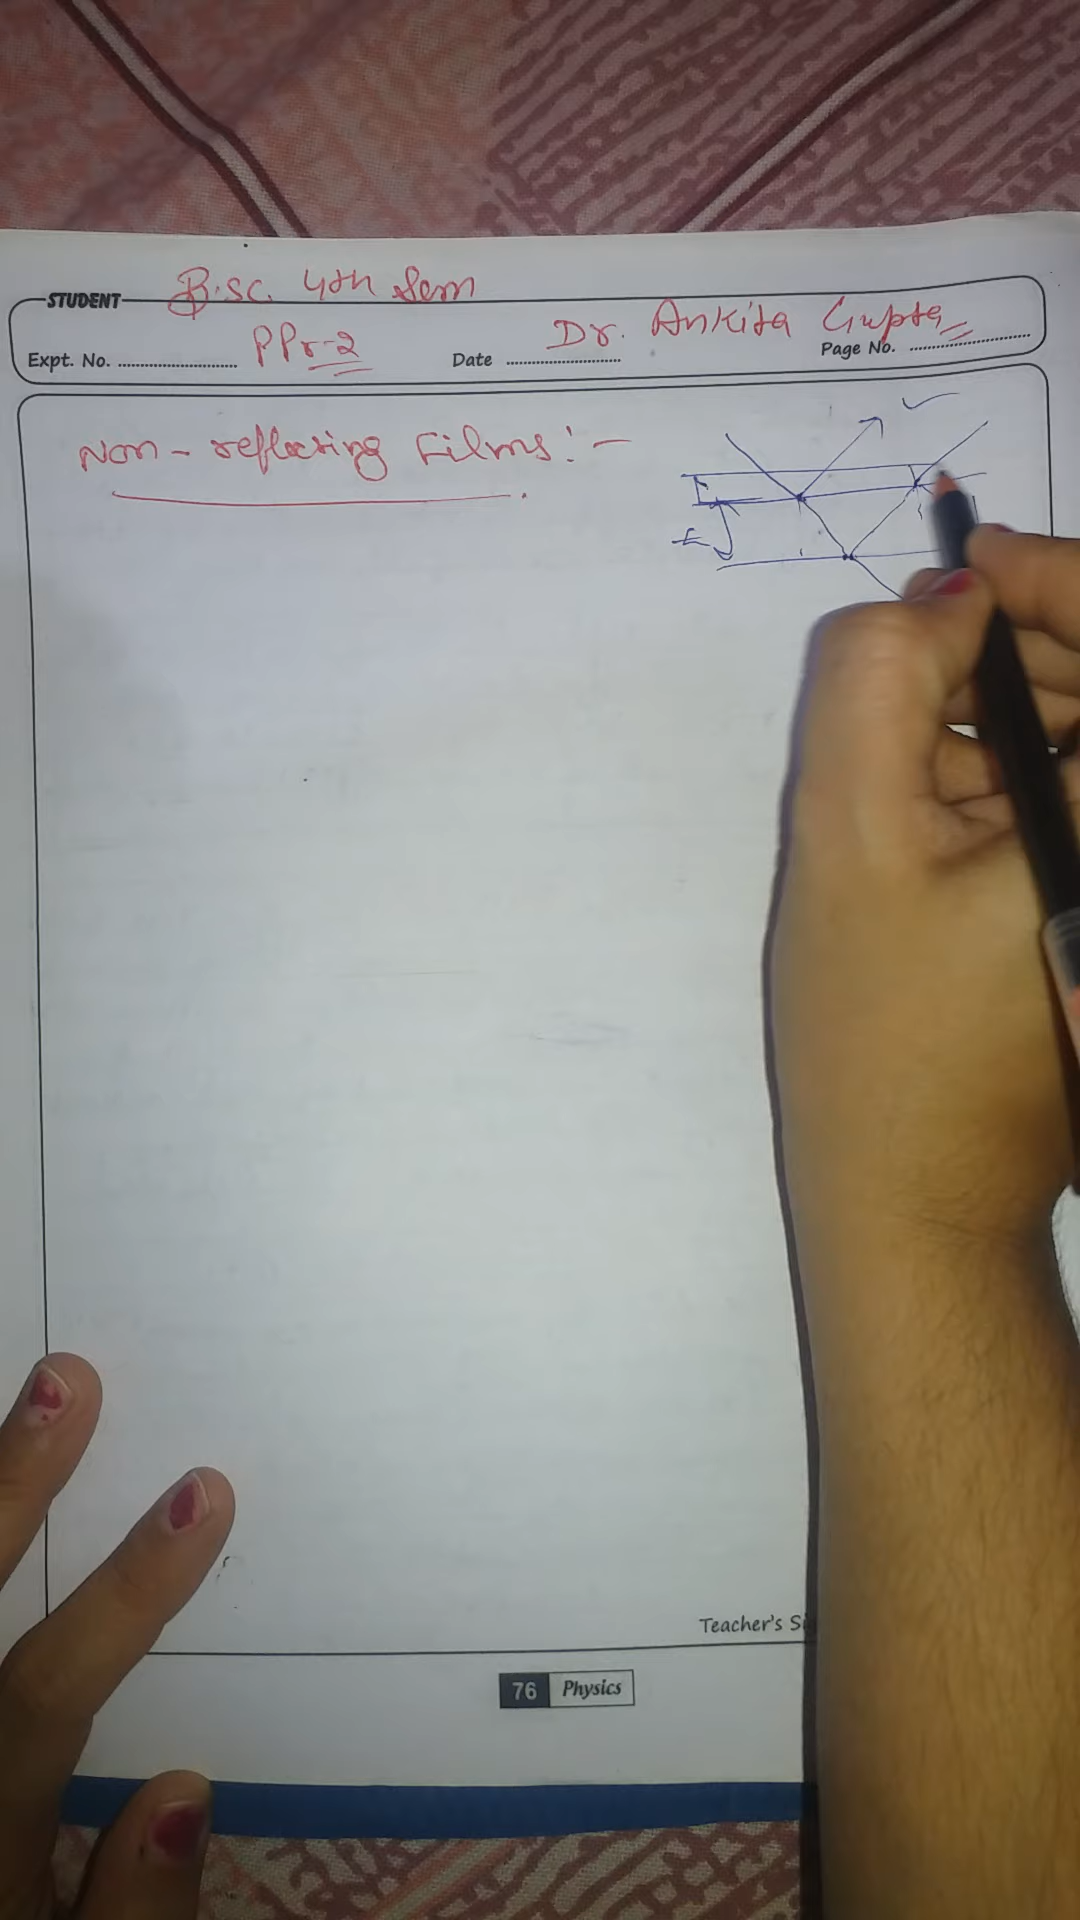 B.Sc. 4th Sem
STUDENT
PPr-2 Dr. Ankita Gupta
Expt. No. Date Page No.
Non-reflecting Films:-
t
Teacher's
76 Physics